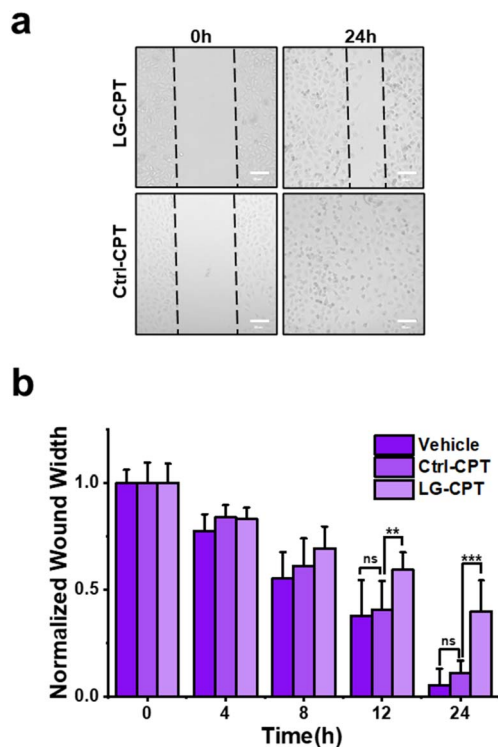 a
0h 24h
LG-CPT
Ctrl-CPT
b
Normalized Wound Width
1.0
0.5
0.0
Vehicle
Ctrl-CPT
LG-CPT
ns **
ns ***
0 4 8 12 24
Time(h)